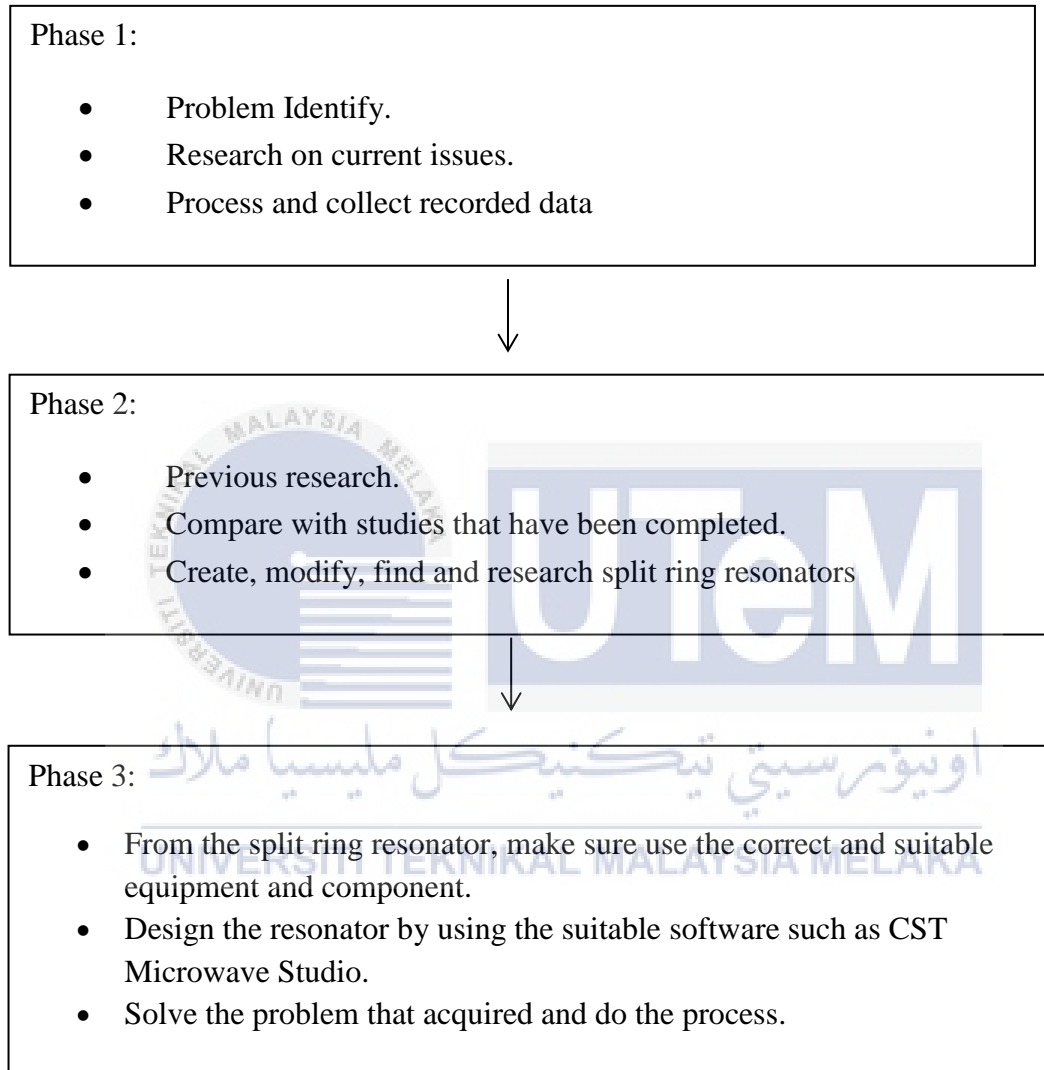 Phase 1:
• Problem Identify.
• Research on current issues.
• Process and collect recorded data
Phase 2:
• Previous research.
• Compare with studies that have been completed.
• Create, modify, find and research split ring resonators
UNIVERSITI TEKNIKAL MALAYSIA MELAKA
UTeM
اونيۏرسيتي تيكنيكل مليسيا ملاك
UNIVERSITI TEKNIKAL MALAYSIA MELAKA
Phase 3:
• From the split ring resonator, make sure use the correct and suitable
equipment and component.
• Design the resonator by using the suitable software such as CST
Microwave Studio.
• Solve the problem that acquired and do the process.